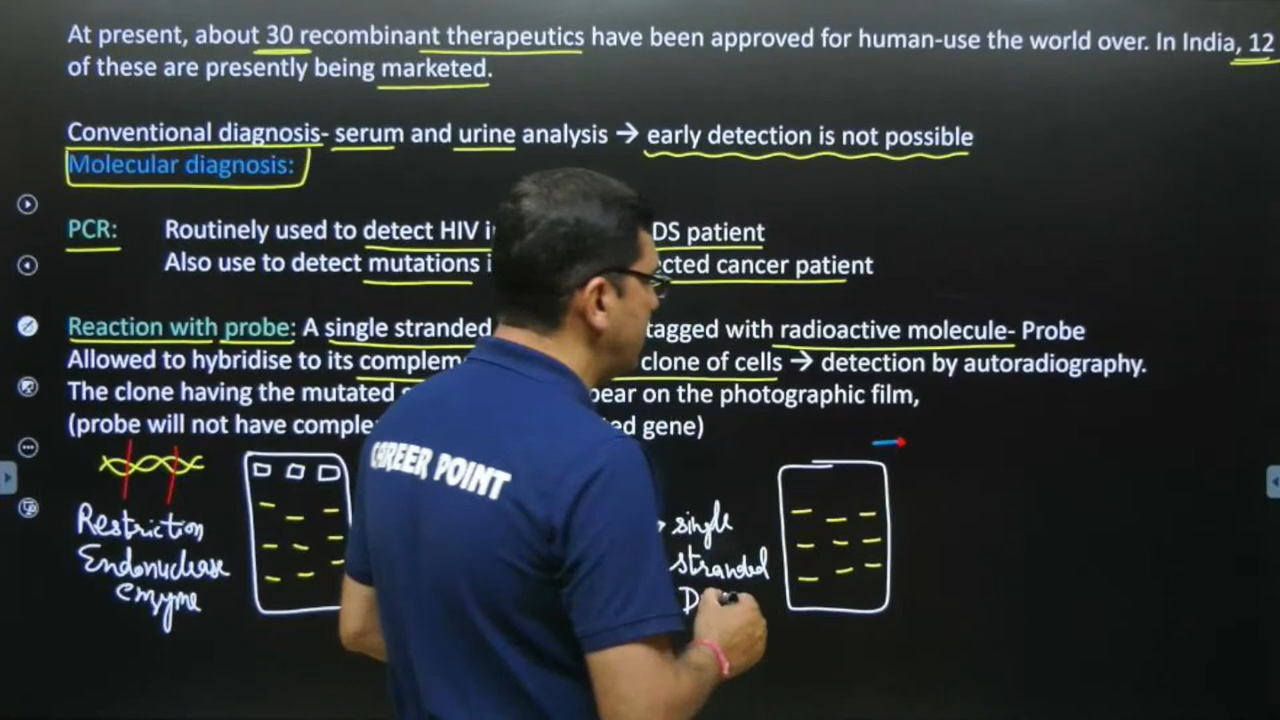 At present, about 30 recombinant therapeutics have been approved for human-use the world over. In India, 12
of these are presently being marketed.
Conventional diagnosis- serum and urine analysis → early detection is not possible
Molecular diagnosis:
PCR: Routinely used to detect HIV DS patient
Also use to detect mutations cted cancer patient
Reaction with probe: A single stranded tagged with radioactive molecule- Probe
Allowed to hybridise to its complem clone of cells → detection by autoradiography.
The clone having the mutated pear on the photographic film,
(probe will not have comple ed gene)
CAREER POINT
Restriction
Endonuclease
enzyme
single
stranded
D